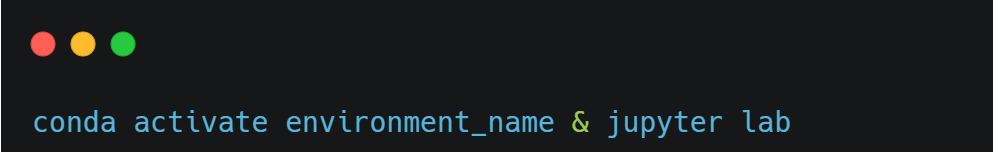 conda activate environment_name & jupyter lab